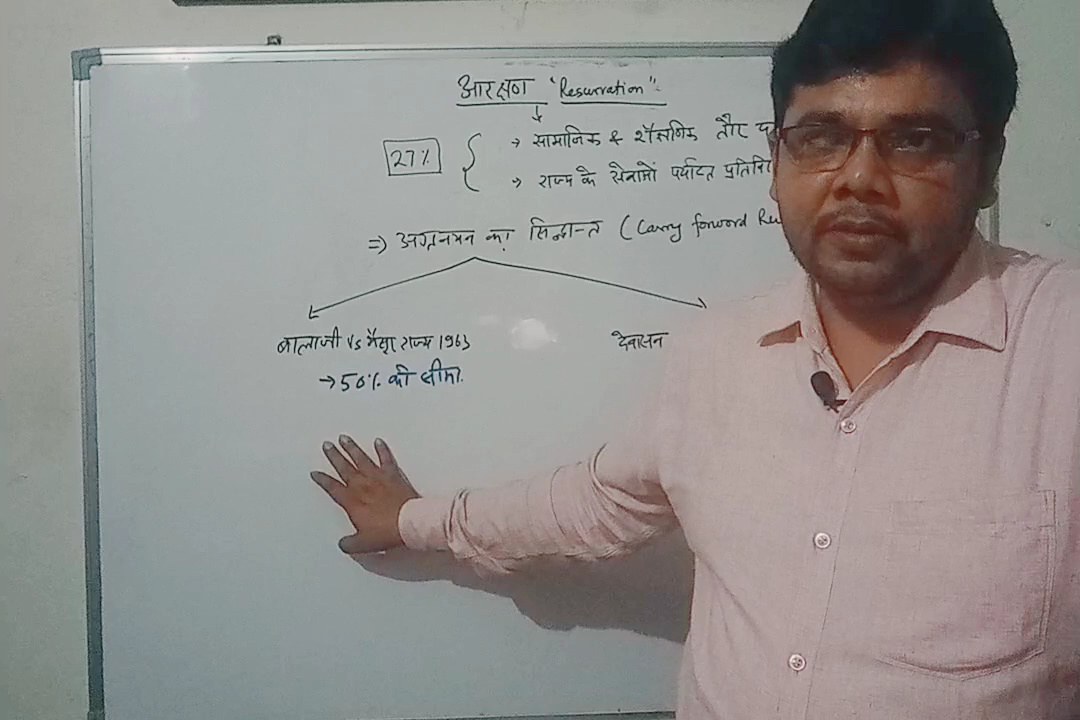 आरक्षण "Reservation"
27% { → सामाजिक & शैक्षणिक तौर
→ राज्य के सेवाओं पर्याप्त
⇒ अग्रनयन का सिद्धान्त (Carry forward
बालाजी Vs मैसूर राज्य 1963
देवासन
→ 50% की सीमा.